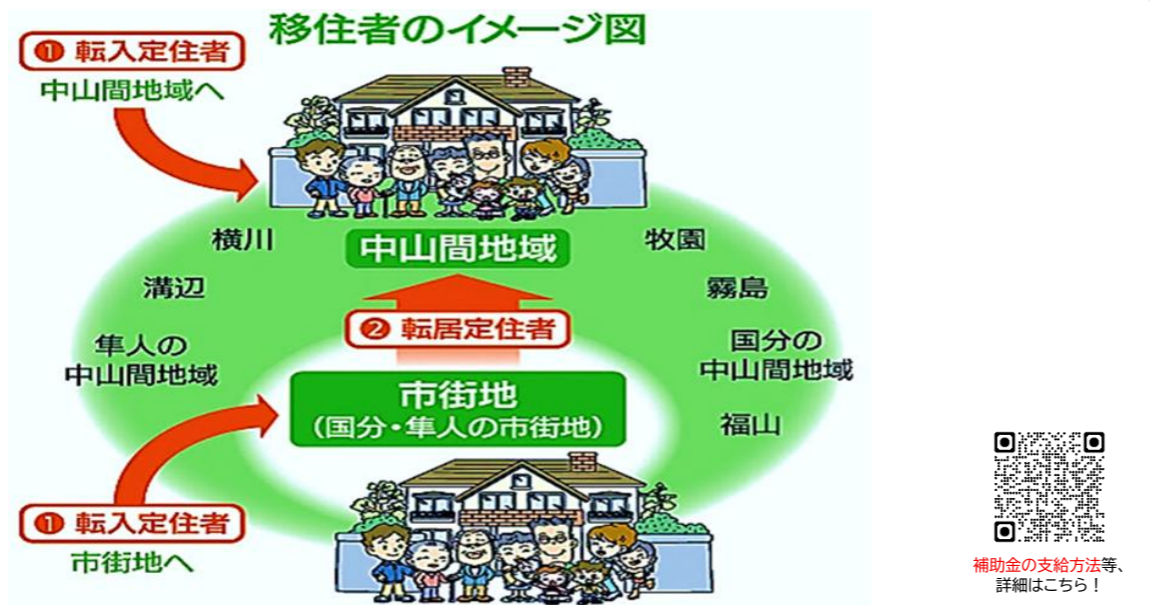 移住者のイメージ図
❶ 転入定住者
中山間地域へ
横川
中山間地域
牧園
溝辺
霧島
❷ 転居定住者
隼人の
中山間地域
国分の
中山間地域
市街地
(国分・隼人の市街地)
福山
❶ 転入定住者
市街地へ
補助金の支給方法等、
詳細はこちら！